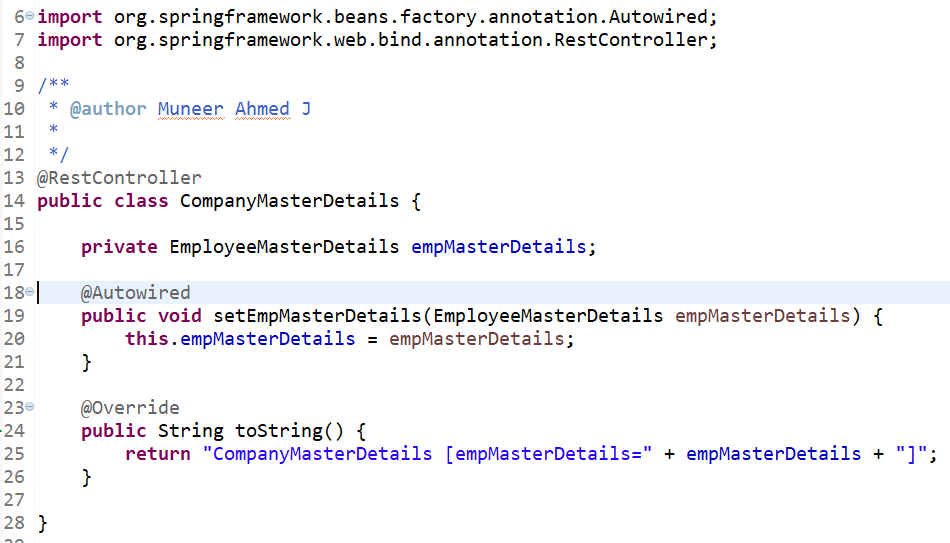 6 import org.springframework.beans.factory.annotation.Autowired;
7 import org.springframework.web.bind.annotation.RestController;
8
9 /**
10 * @author Muneer Ahmed J
11 *
12 */
13 @RestController
14 public class CompanyMasterDetails {
15
16 private EmployeeMasterDetails empMasterDetails;
17
18 @Autowired
19 public void setEmpMasterDetails(EmployeeMasterDetails empMasterDetails) {
20 this.empMasterDetails = empMasterDetails;
21 }
22
23 @Override
24 public String toString() {
25 return "CompanyMasterDetails [empMasterDetails=" + empMasterDetails + "]";
26 }
27
28 }